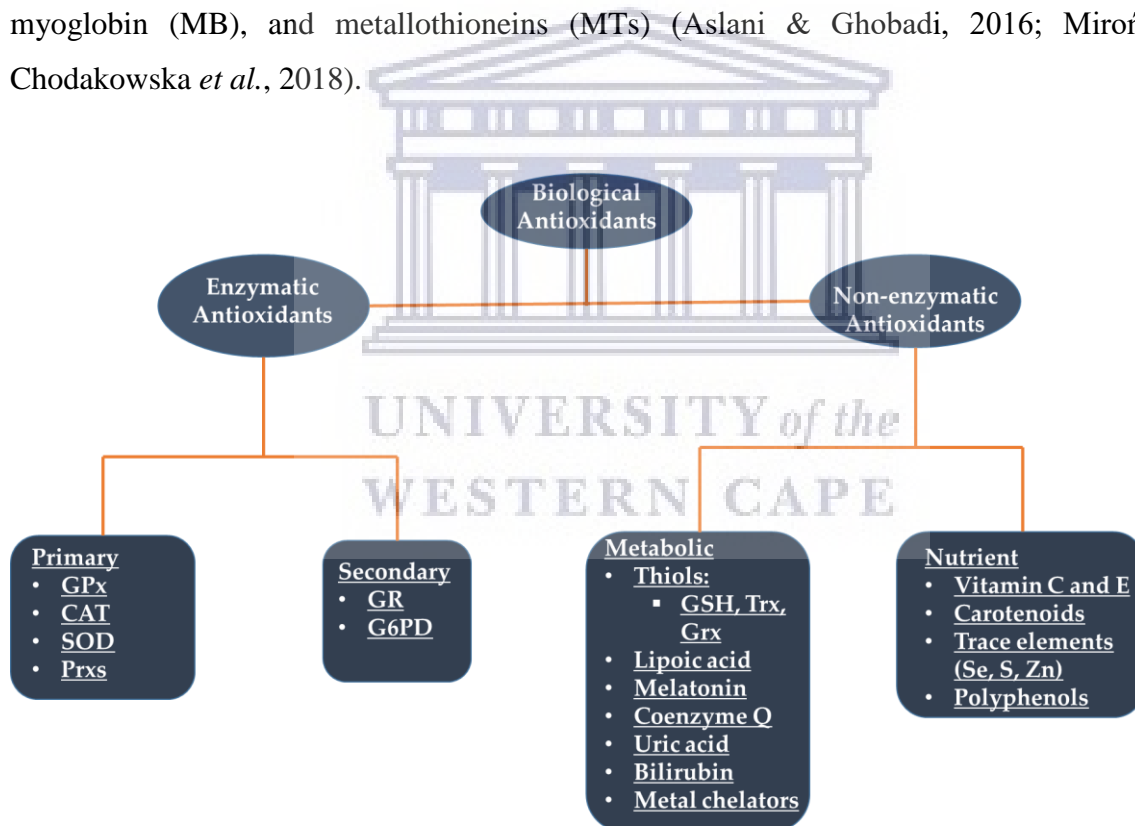 myoglobin (MB), and metallothioneins (MTs) (Aslani & Ghobadi, 2016; Miroń
Chodakowska et al., 2018).
Biological
Antioxidants
Enzymatic
Antioxidants
Non-enzymatic
Antioxidants
UNIVERSITY of the
WESTERN CAPE
Primary
• GPx
• CAT
• SOD
• Prxs
Secondary
• GR
• G6PD
Metabolic
• Thiols:
▪ GSH, Trx,
Grx
• Lipoic acid
• Melatonin
• Coenzyme Q
• Uric acid
• Bilirubin
• Metal chelators
Nutrient
• Vitamin C and E
• Carotenoids
• Trace elements
(Se, S, Zn)
• Polyphenols